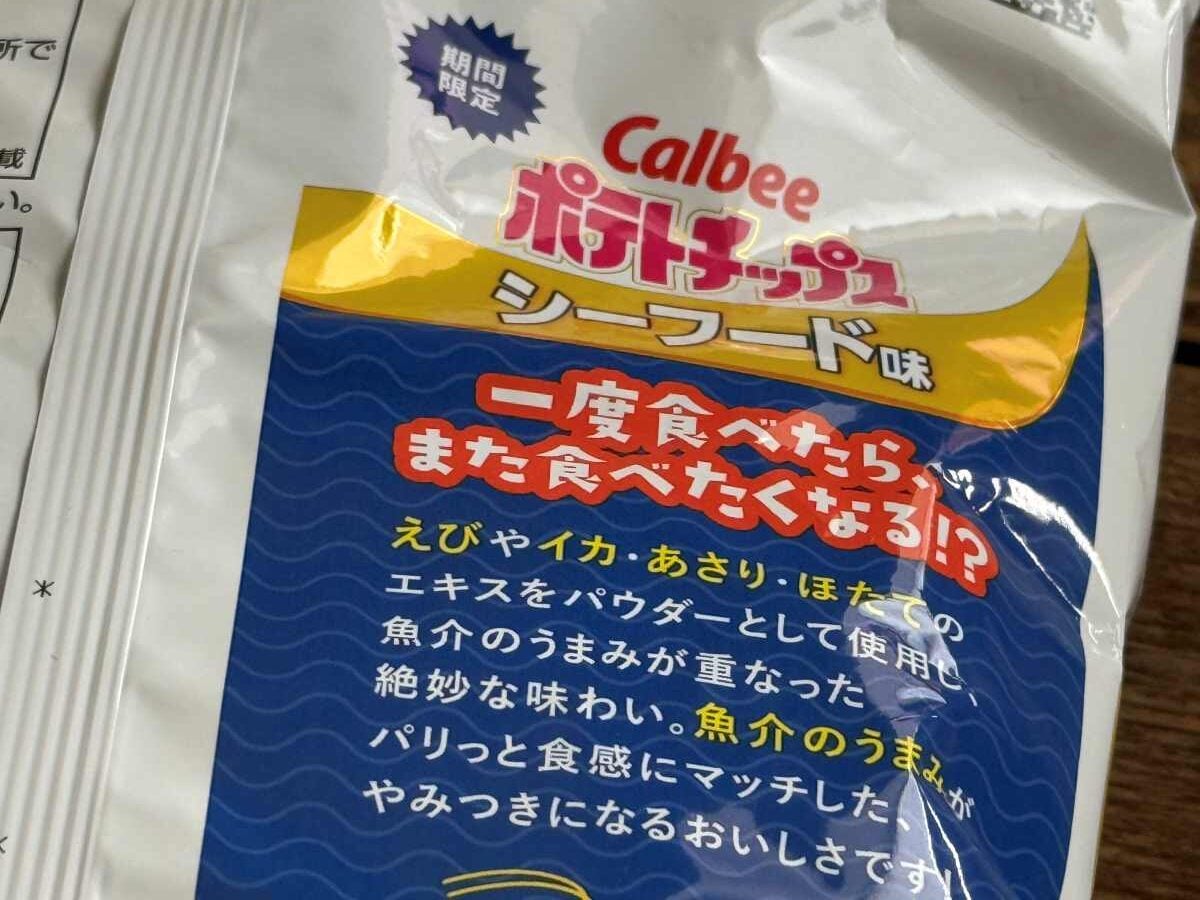 所で
載
い。
期間
限定
Calbee
ポテトチップス
シーフード味
一度食べたら、
また食べたくなる!?
えびやイカ・あさり・ほたての
エキスをパウダーとして使用し、
魚介のうまみが重なった
絶妙な味わい。魚介のうまみが
パリっと食感にマッチした、
やみつきになるおいしさです!
*
*